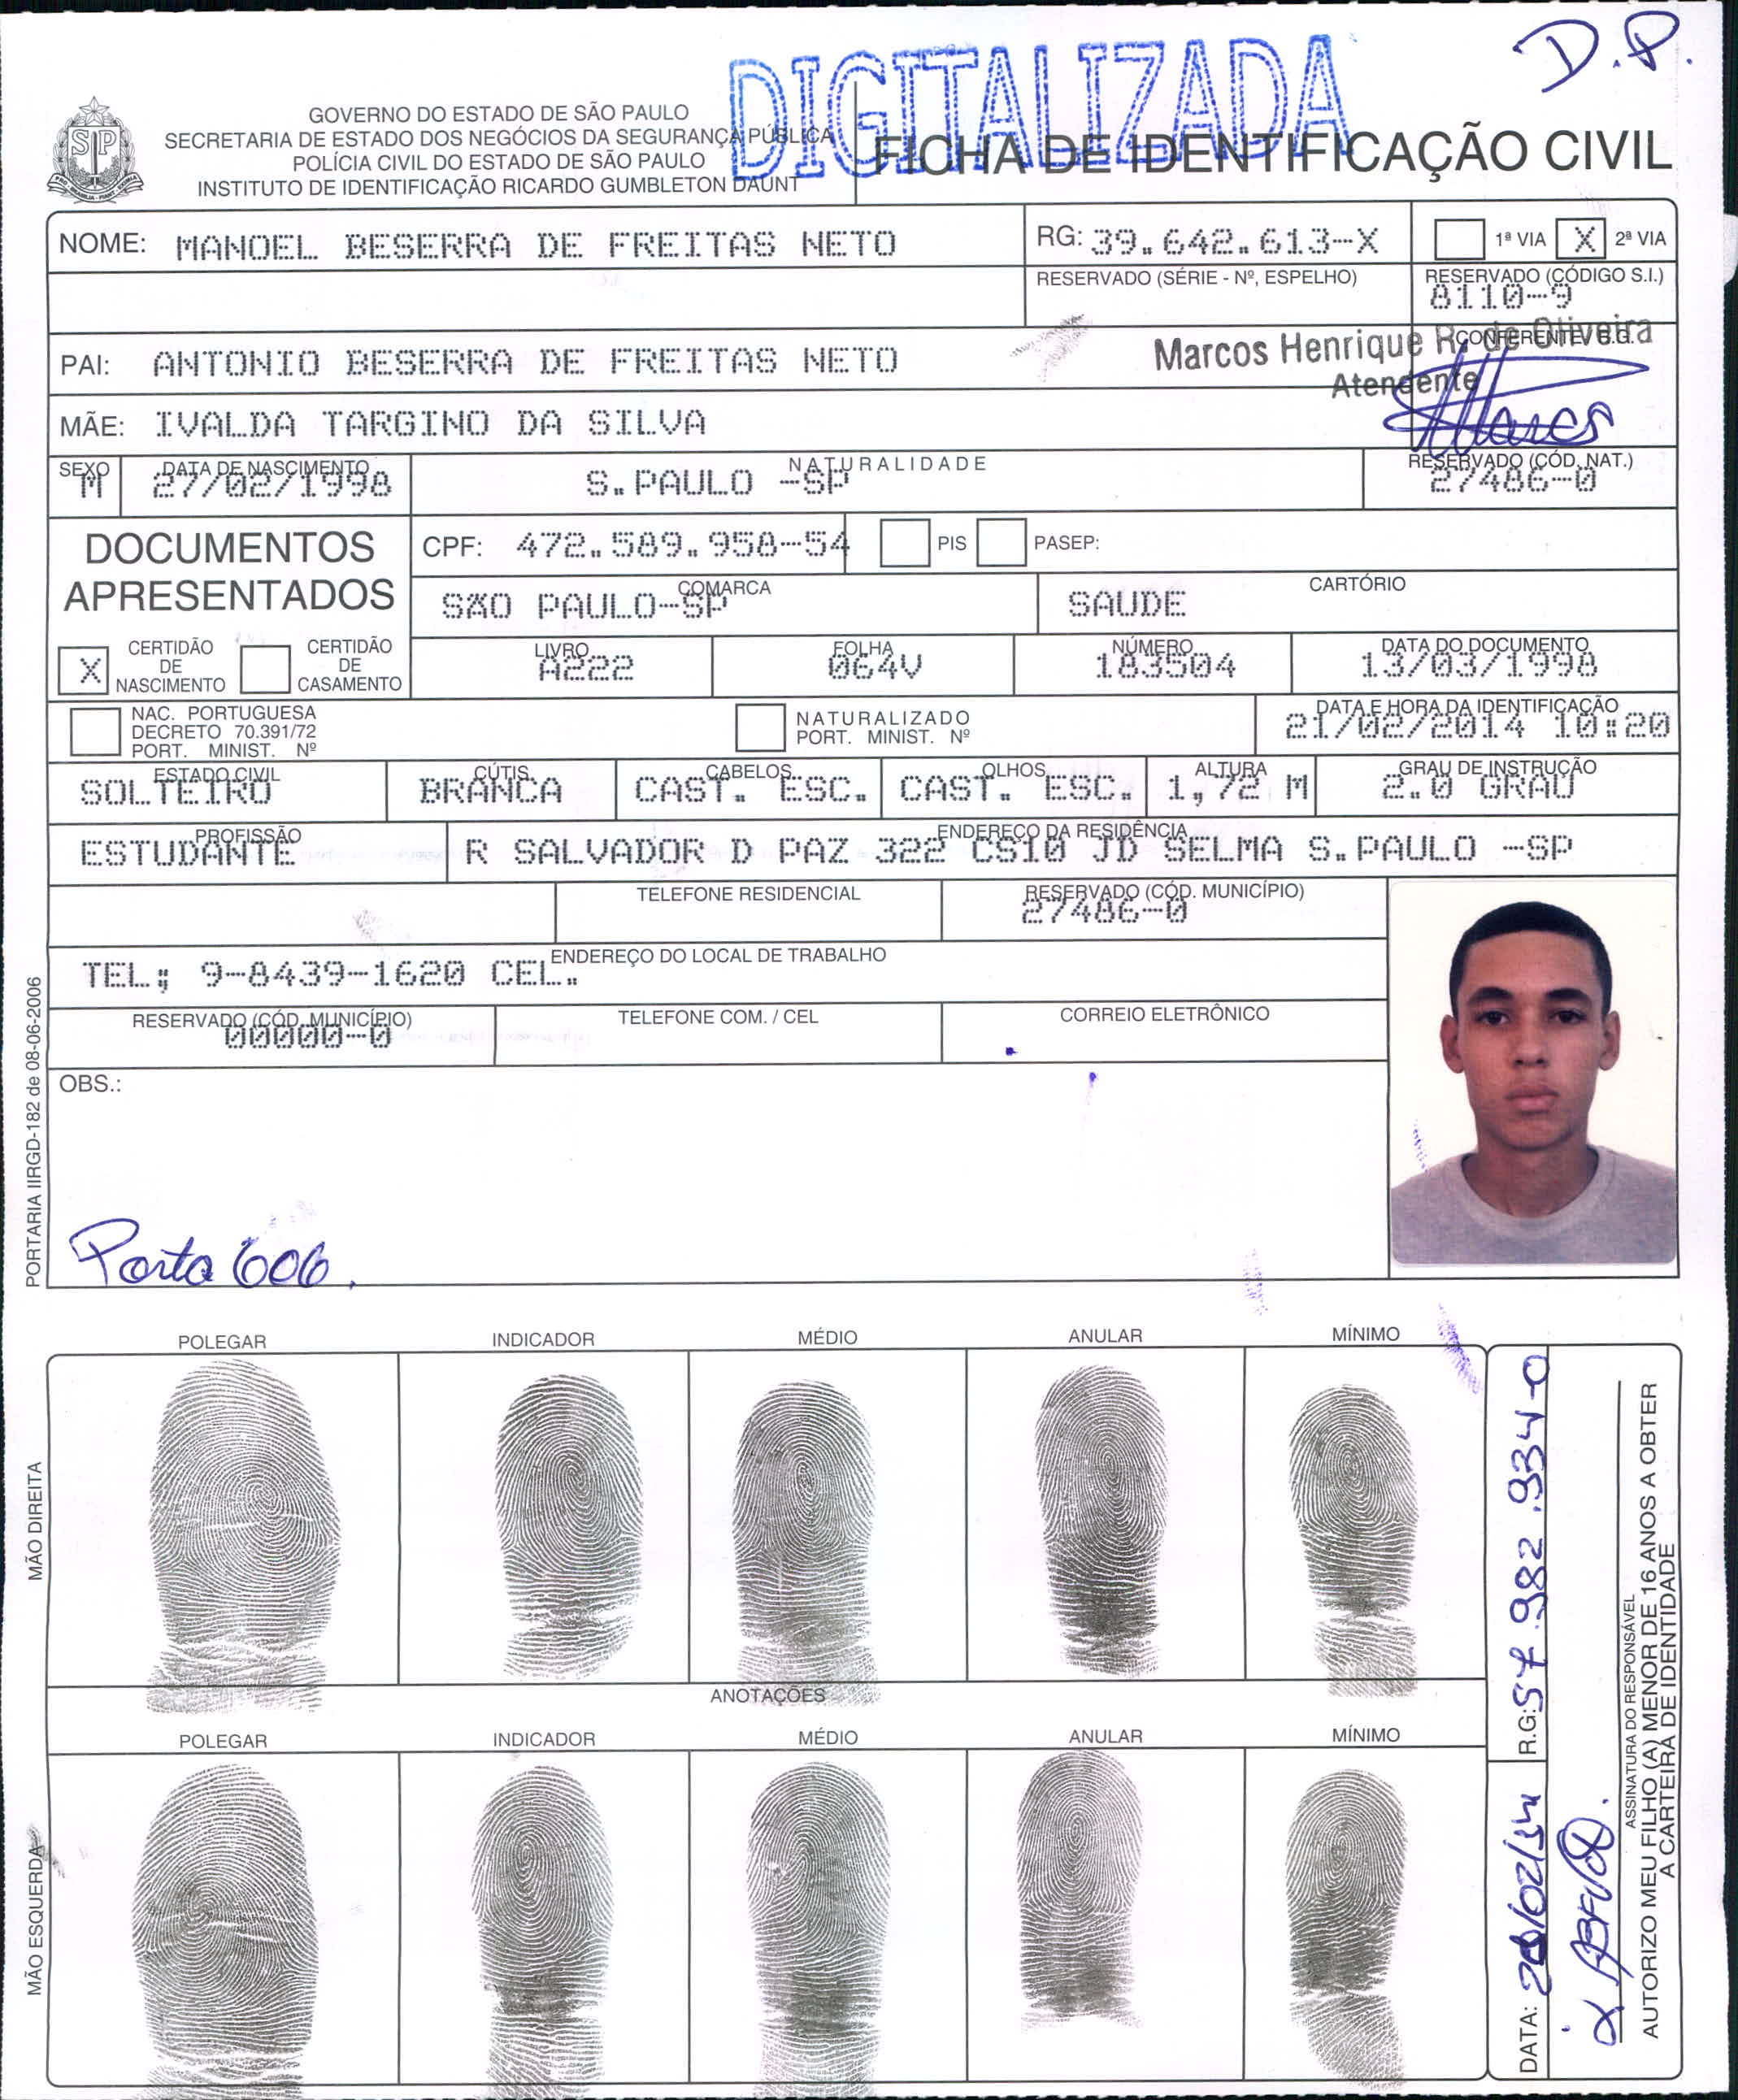 D.P.
DIGITALIZADA
GOVERNO DO ESTADO DE SÃO PAULO
SECRETARIA DE ESTADO DOS NEGÓCIOS DA SEGURANÇA PÚBLICA
POLÍCIA CIVIL DO ESTADO DE SÃO PAULO
INSTITUTO DE IDENTIFICAÇÃO RICARDO GUMBLETON DAUNT
SP
FICHA DE IDENTIFICAÇÃO CIVIL
NOME: MANOEL BESERRA DE FREITAS NETO
RG: 39.642.613-X
1ª VIA X 2ª VIA
RESERVADO (SÉRIE - Nº, ESPELHO)
RESERVADO (CÓDIGO S.I.)
8110-9
PAI: ANTONIO BESERRA DE FREITAS NETO
CONFERENTE
Marcos Henrique R. de Oliveira
Atendente
MÃE: IVALDA TARGINO DA SILVA
SEXO
M
DATA DE NASCIMENTO
27/02/1998
NATURALIDADE
S.PAULO -SP
RESERVADO (CÓD. NAT.)
27486-0
DOCUMENTOS
APRESENTADOS
CPF: 472.589.958-54
PIS
PASEP:
COMARCA
SÃO PAULO-SP
CARTÓRIO
SAUDE
X
CERTIDÃO
DE
NASCIMENTO
CERTIDÃO
DE
CASAMENTO
LIVRO
A222
FOLHA
064V
NÚMERO
183504
DATA DO DOCUMENTO
13/03/1998
NAC. PORTUGUESA
DECRETO 70.391/72
PORT. MINIST. Nº
NATURALIZADO
PORT. MINIST. Nº
DATA E HORA DA IDENTIFICAÇÃO
21/02/2014 10:20
ESTADO CIVIL
SOLTEIRO
CÚTIS
BRANCA
CABELOS
CAST. ESC.
OLHOS
CAST. ESC.
ALTURA
1,72 M
GRAU DE INSTRUÇÃO
2.0 GRAU
PROFISSÃO
ESTUDANTE
ENDEREÇO DA RESIDÊNCIA
R SALVADOR D PAZ 322 CS10 JD SELMA S.PAULO -SP
TELEFONE RESIDENCIAL
RESERVADO (CÓD. MUNICÍPIO)
27486-0
ENDEREÇO DO LOCAL DE TRABALHO
TEL; 9-8439-1620 CEL.
RESERVADO (CÓD. MUNICÍPIO)
00000-0
TELEFONE COM. / CEL
CORREIO ELETRÔNICO
OBS.:
Porta 606.
PORTARIA IIRGD-182 de 08-06-2006
POLEGAR INDICADOR MÉDIO ANULAR MÍNIMO
MÃO DIREITA
ANOTAÇÕES
POLEGAR INDICADOR MÉDIO ANULAR MÍNIMO
MÃO ESQUERDA
R.G: 57.982.934-0
DATA:
ASSINATURA DO RESPONSÁVEL
AUTORIZO MEU FILHO (A) MENOR DE 16 ANOS A OBTER
A CARTEIRA DE IDENTIDADE